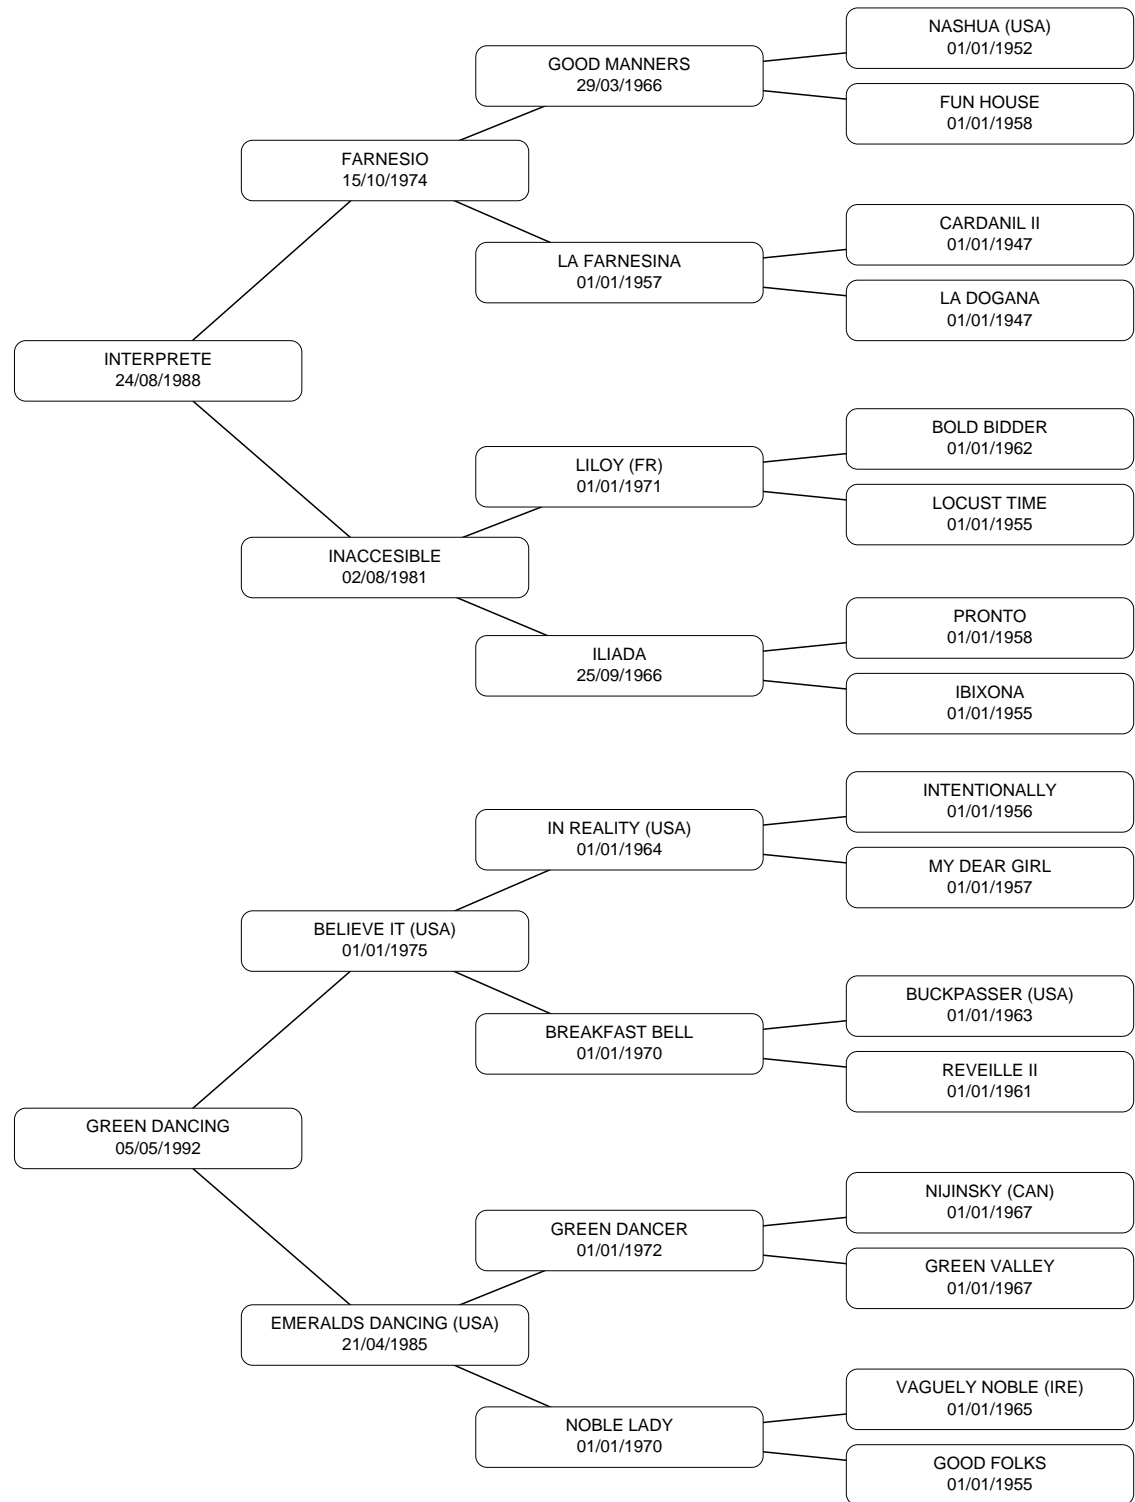 NASHUA (USA)
01/01/1952
GOOD MANNERS
29/03/1966
FUN HOUSE
01/01/1958
FARNESIO
15/10/1974
CARDANIL II
01/01/1947
LA FARNESINA
01/01/1957
LA DOGANA
01/01/1947
INTERPRETE
24/08/1988
BOLD BIDDER
01/01/1962
LILOY (FR)
01/01/1971
LOCUST TIME
01/01/1955
INACCESIBLE
02/08/1981
PRONTO
01/01/1958
ILIADA
25/09/1966
IBIXONA
01/01/1955
INTENTIONALLY
01/01/1956
IN REALITY (USA)
01/01/1964
MY DEAR GIRL
01/01/1957
BELIEVE IT (USA)
01/01/1975
BUCKPASSER (USA)
01/01/1963
BREAKFAST BELL
01/01/1970
REVEILLE II
01/01/1961
GREEN DANCING
05/05/1992
NIJINSKY (CAN)
01/01/1967
GREEN DANCER
01/01/1972
GREEN VALLEY
01/01/1967
EMERALDS DANCING (USA)
21/04/1985
VAGUELY NOBLE (IRE)
01/01/1965
NOBLE LADY
01/01/1970
GOOD FOLKS
01/01/1955